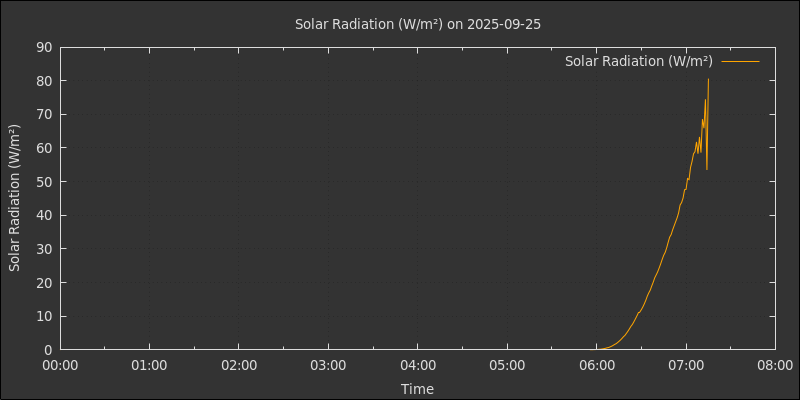 Solar Radiation (W/m²) on 2025-09-25
Solar Radiation (W/m²)
Solar Radiation (W/m²)
90
80
70
60
50
40
30
20
10
0
00:00 01:00 02:00 03:00 04:00 05:00 06:00 07:00 08:00
Time